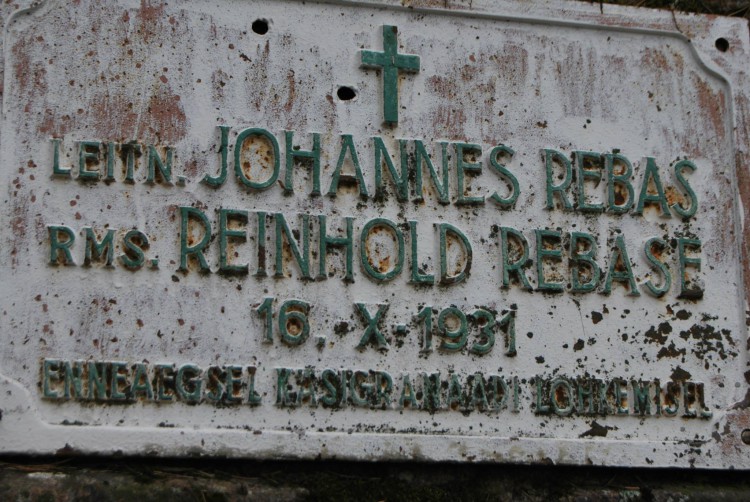 LEITN. JOHANNES REBAS
RMS. REINHOLD REBASE
16. X-1931
ENNEAEGSEL KÄSIGRANAADI LÕHKEMISEL